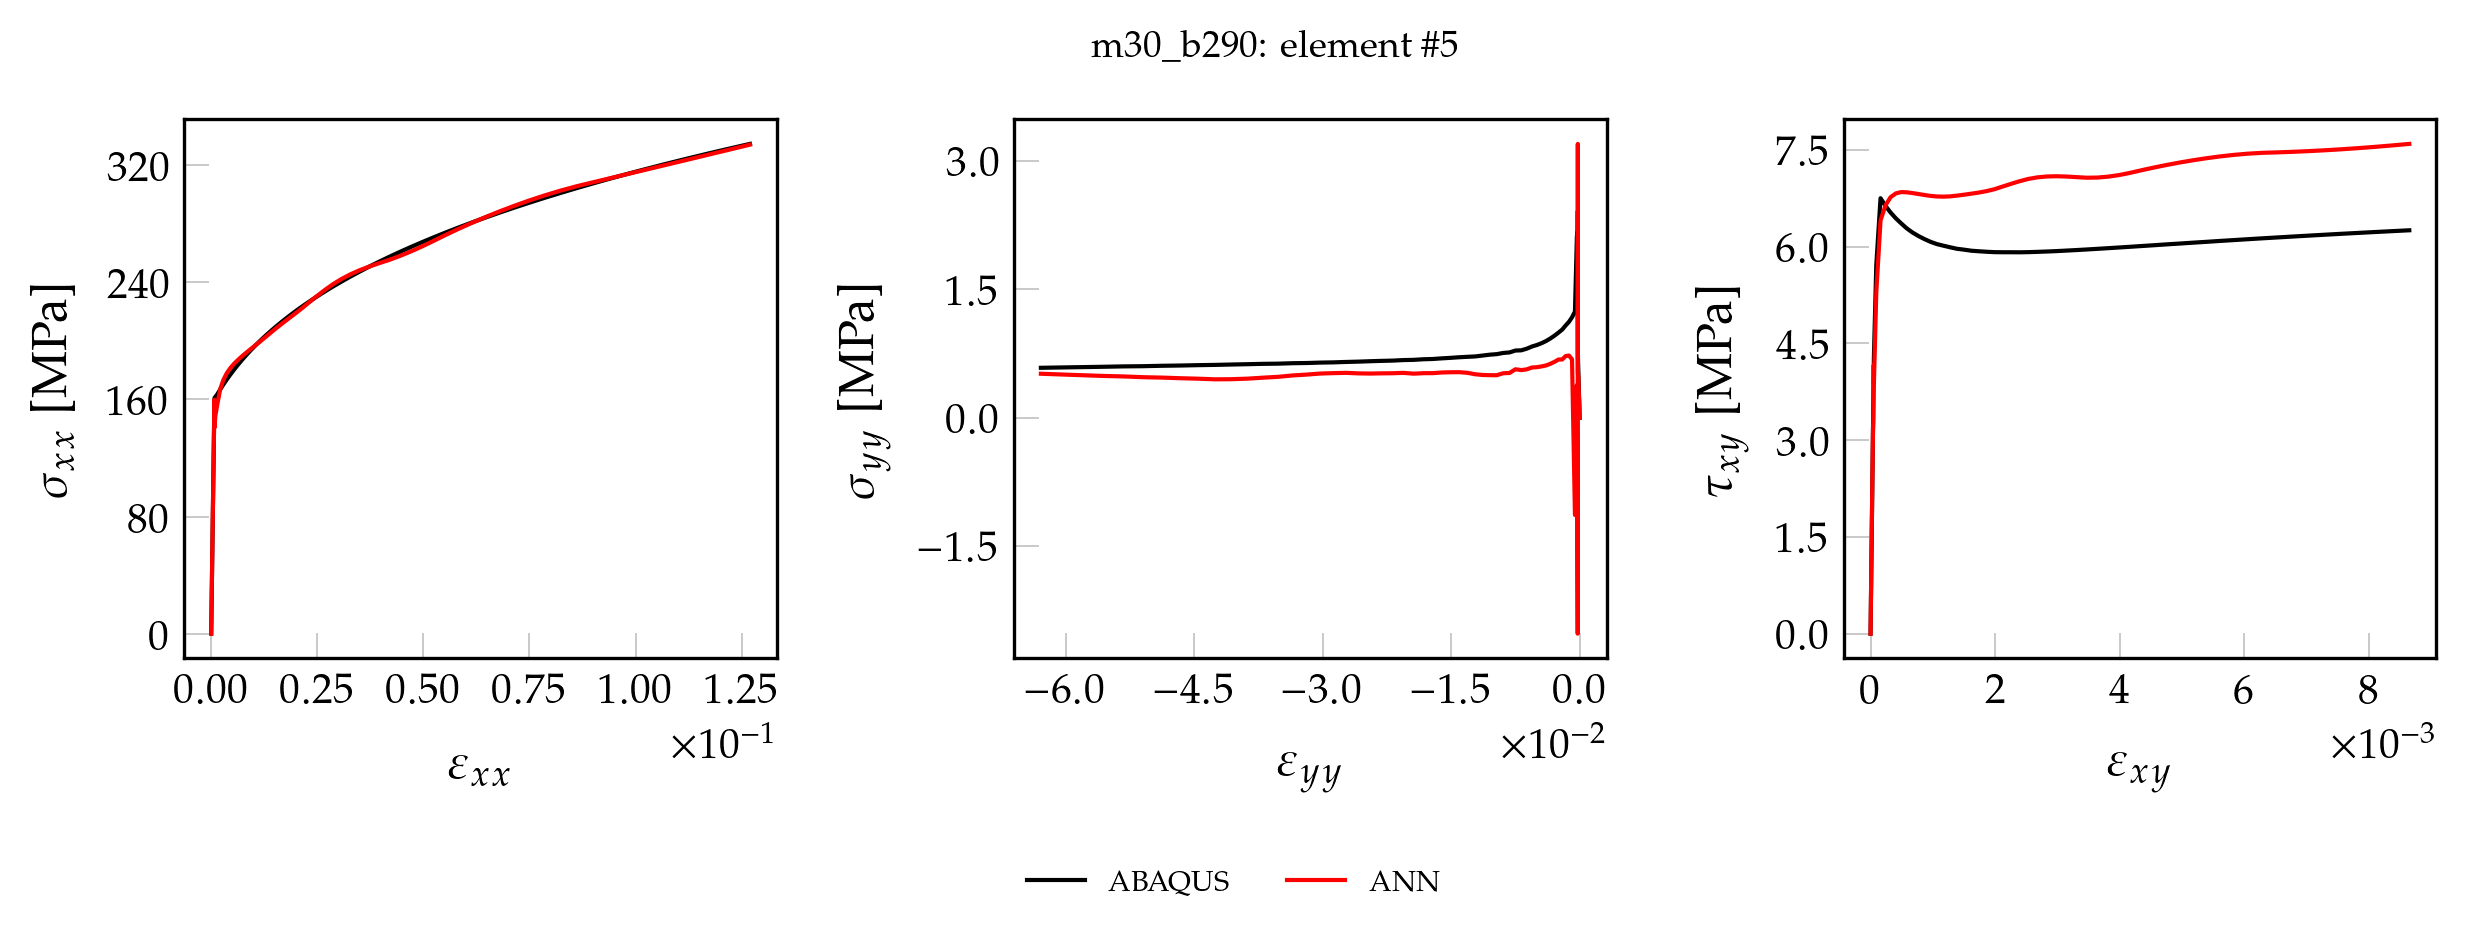 m30_b290: element #5
σxx [MPa]
320
240
160
80
0
0.00 0.25 0.50 0.75 1.00 1.25
×10−1
εxx
σyy [MPa]
3.0
1.5
0.0
−1.5
−6.0 −4.5 −3.0 −1.5 0.0
×10−2
εyy
τxy [MPa]
7.5
6.0
4.5
3.0
1.5
0.0
0 2 4 6 8
×10−3
εxy
ABAQUS ANN